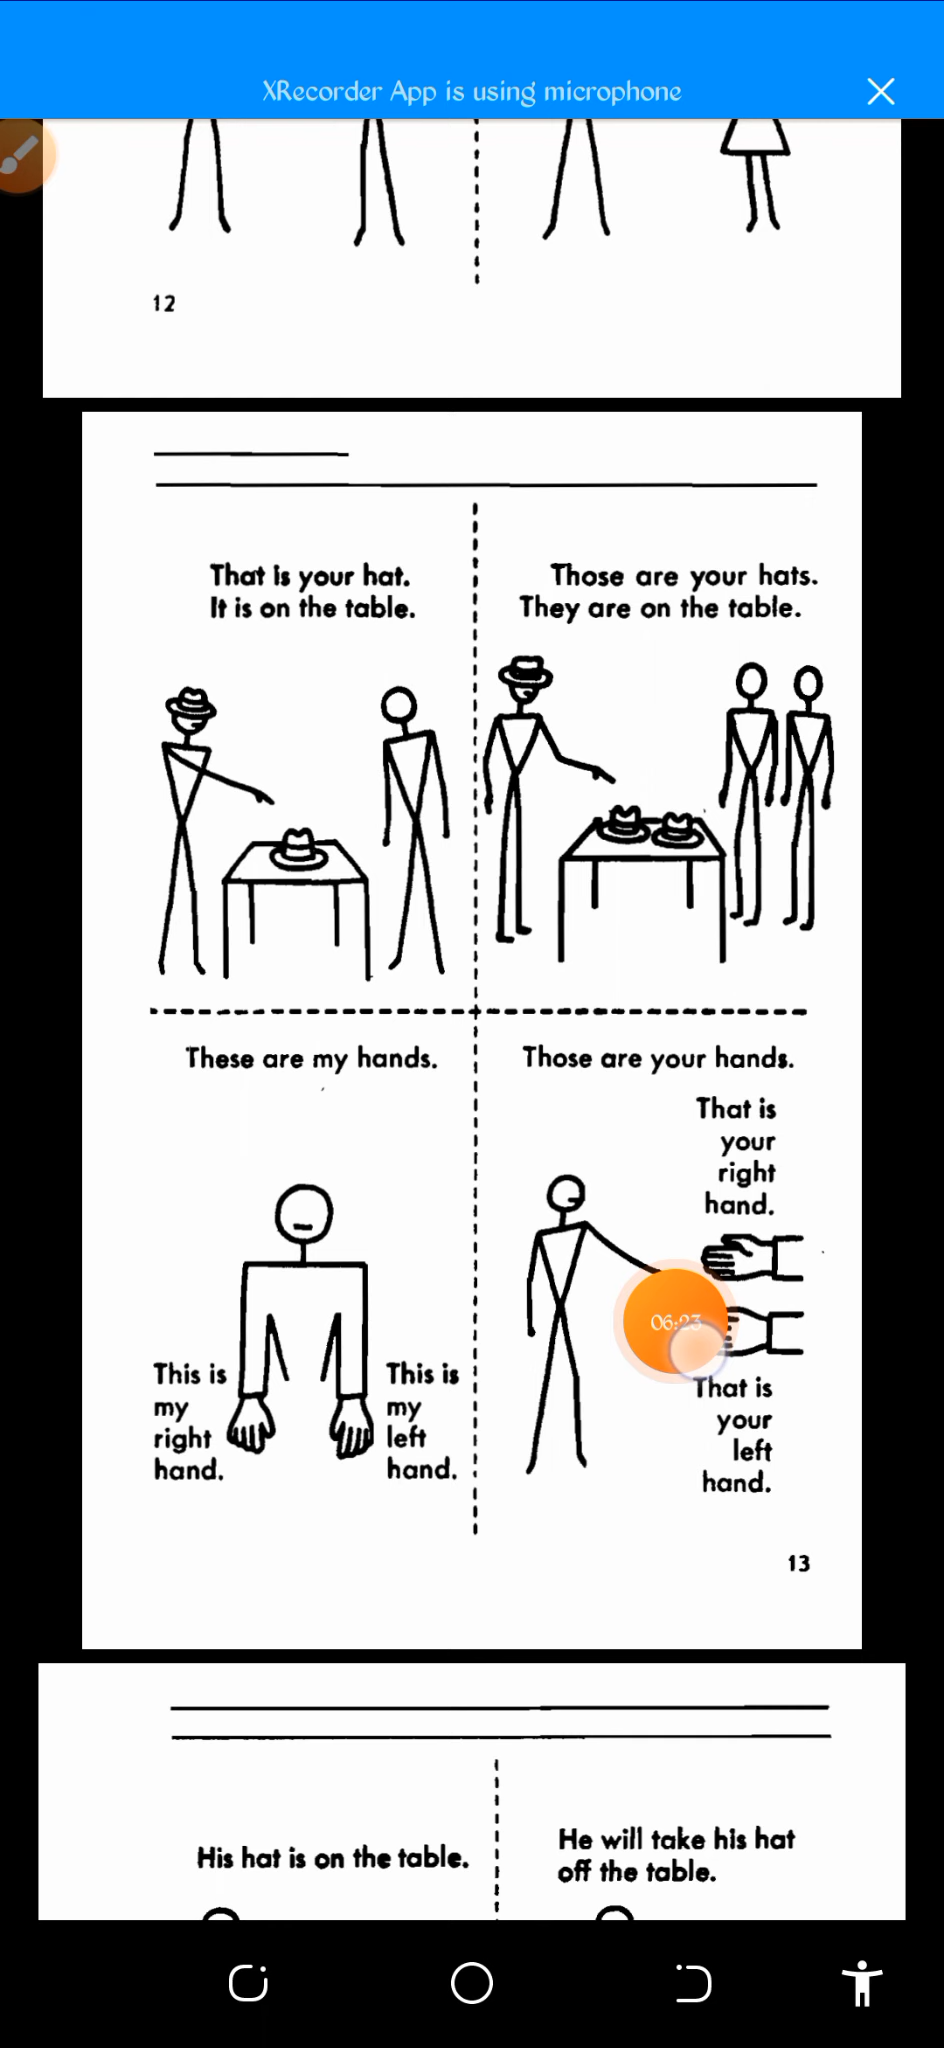 XRecorder App is using microphone
12
That is your hat.
It is on the table.
Those are your hats.
They are on the table.
These are my hands.
This is
my
right
hand.
This is
my
left
hand.
Those are your hands.
That is
your
right
hand.
06:23
That is
your
left
hand.
13
His hat is on the table.
He will take his hat
off the table.